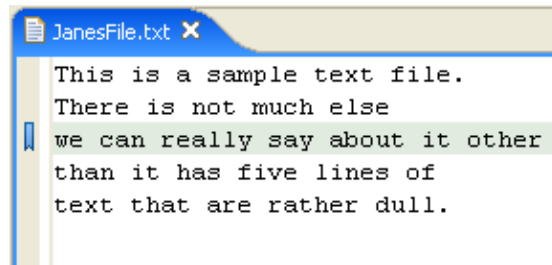 JanesFile.txt
This is a sample text file.
There is not much else
we can really say about it other
than it has five lines of
text that are rather dull.